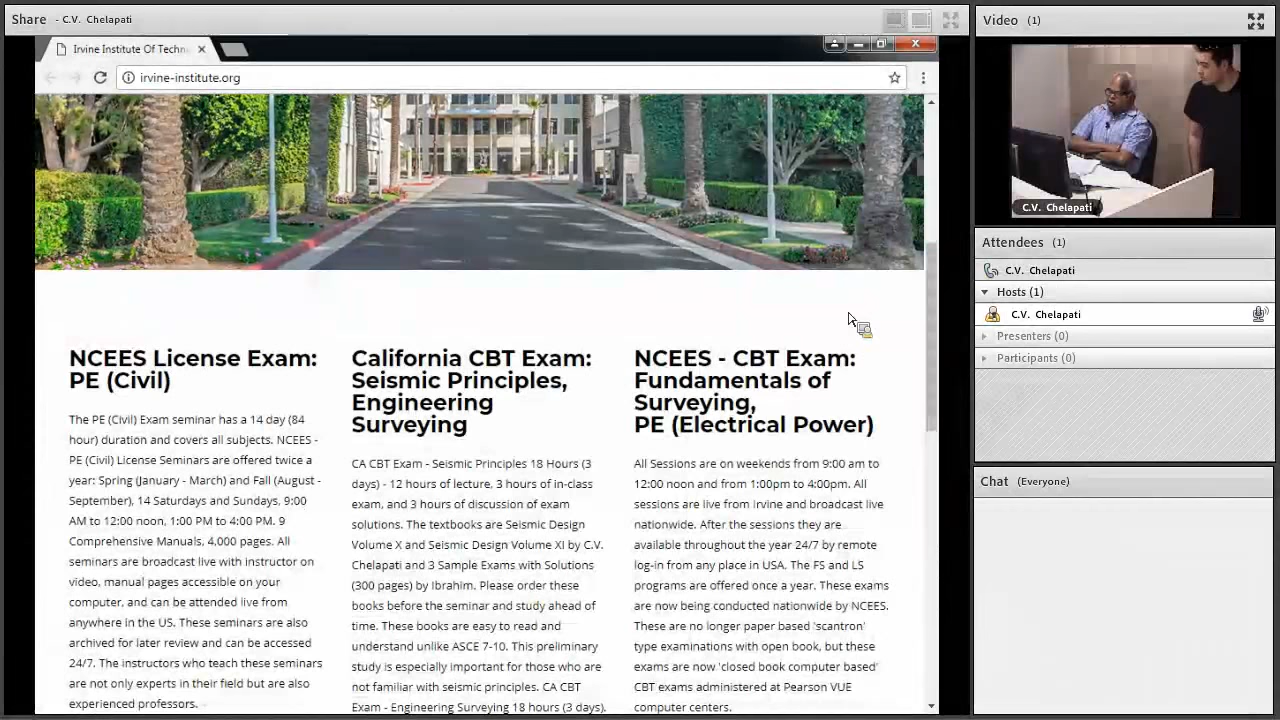 Share - C.V. Chelapati
Irvine Institute Of Techn
irvine-institute.org
NCEES License Exam:
PE (Civil)
The PE (Civil) Exam seminar has a 14 day (84
hour) duration and covers all subjects. NCEES -
PE (Civil) License Seminars are offered twice a
year: Spring (January - March) and Fall (August -
September), 14 Saturdays and Sundays, 9:00
AM to 12:00 noon, 1:00 PM to 4:00 PM. 9
Comprehensive Manuals, 4,000 pages. All
seminars are broadcast live with instructor on
video, manual pages accessible on your
computer, and can be attended live from
anywhere in the US. These seminars are also
archived for later review and can be accessed
24/7. The instructors who teach these seminars
are not only experts in their field but are also
experienced professors.
California CBT Exam:
Seismic Principles,
Engineering
Surveying
CA CBT Exam - Seismic Principles 18 Hours (3
days) - 12 hours of lecture, 3 hours of in-class
exam, and 3 hours of discussion of exam
solutions. The textbooks are Seismic Design
Volume X and Seismic Design Volume XI by C.V.
Chelapati and 3 Sample Exams with Solutions
(300 pages) by Ibrahim. Please order these
books before the seminar and study ahead of
time. These books are easy to read and
understand unlike ASCE 7-10. This preliminary
study is especially important for those who are
not familiar with seismic principles. CA CBT
Exam - Engineering Surveying 18 hours (3 days).
NCEES - CBT Exam:
Fundamentals of
Surveying,
PE (Electrical Power)
All Sessions are on weekends from 9:00 am to
12:00 noon and from 1:00pm to 4:00pm. All
sessions are live from Irvine and broadcast live
nationwide. After the sessions they are
available throughout the year 24/7 by remote
log-in from any place in USA. The FS and LS
programs are offered once a year. These exams
are now being conducted nationwide by NCEES.
These are no longer paper based 'scantron'
type examinations with open book, but these
exams are now 'closed book computer based'
CBT exams administered at Pearson VUE
computer centers.
Video (1)
C.V. Chelapati
Attendees (1)
C.V. Chelapati
Hosts (1)
C.V. Chelapati
Presenters (0)
Participants (0)
Chat (Everyone)